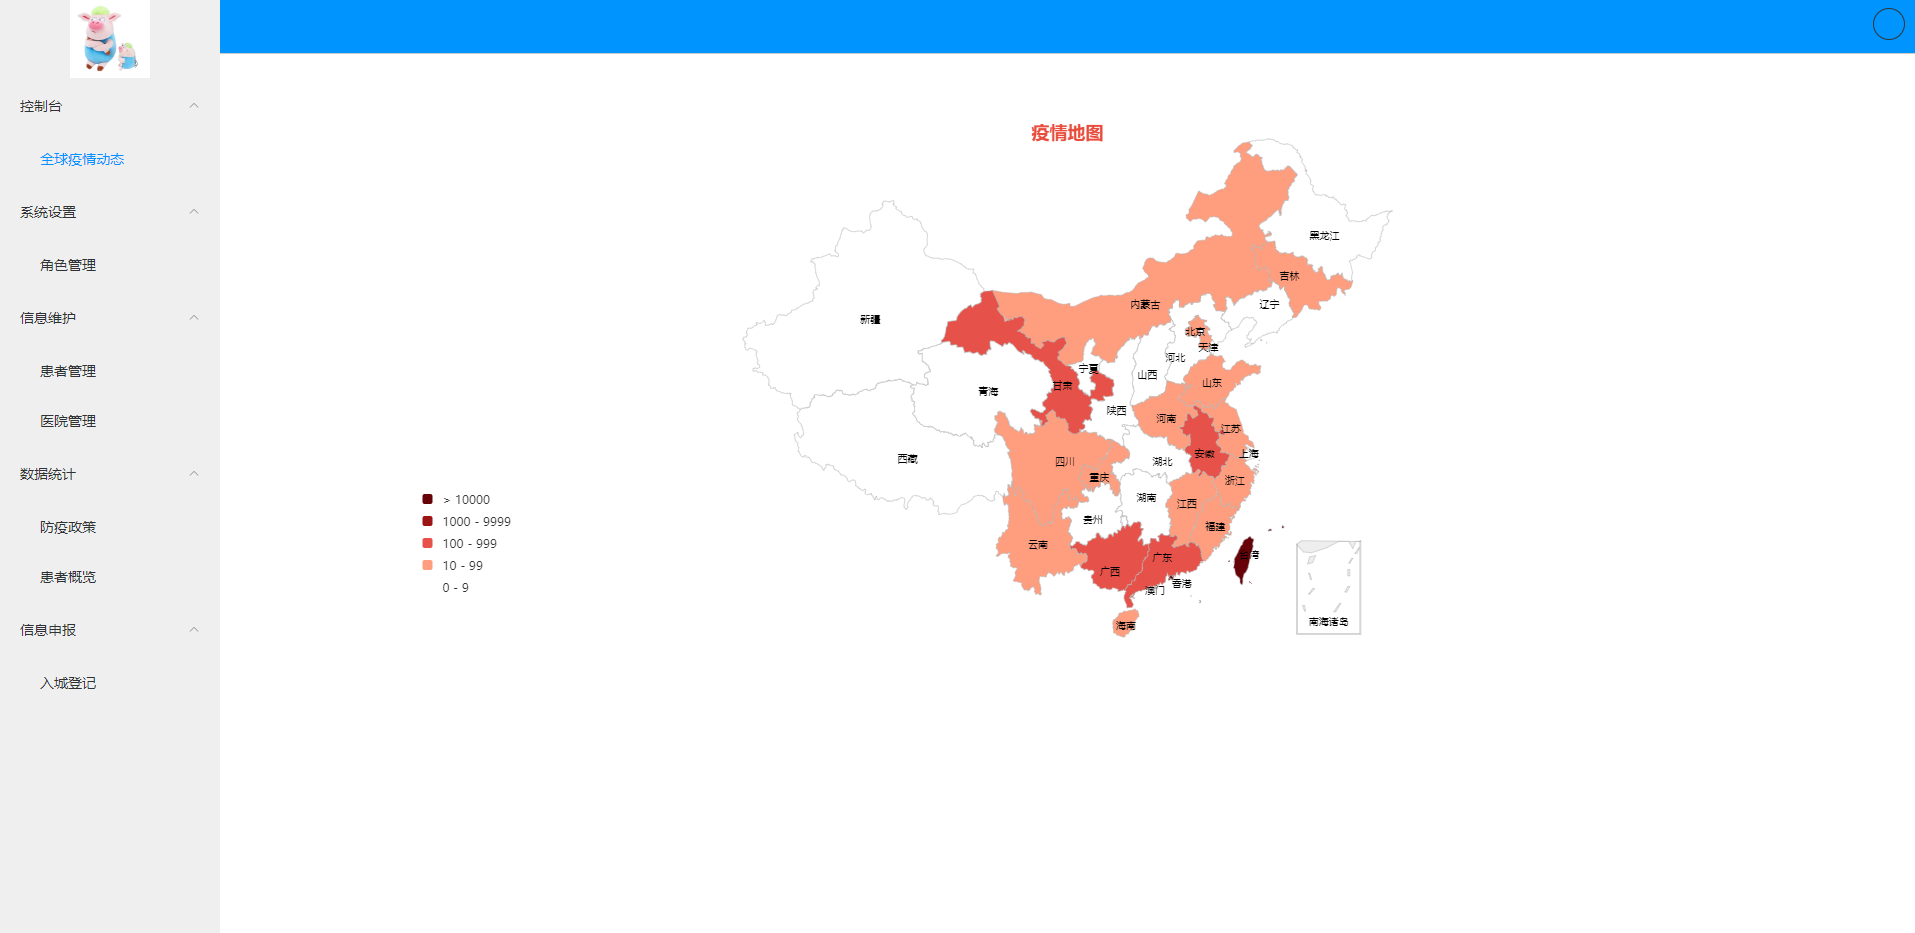 控制台
全球疫情动态
系统设置
角色管理
信息维护
患者管理
医院管理
数据统计
防疫政策
患者概览
信息申报
入城登记
疫情地图
黑龙江
吉林
内蒙古
辽宁
新疆
北京
天津
河北
宁夏
山西
山东
甘肃
青海
陕西
河南
江苏
安徽
上海
西藏
四川
湖北
重庆
浙江
湖南
江西
贵州
福建
云南
台湾
广东
广西
香港
澳门
南海诸岛
海南
> 10000
1000 - 9999
100 - 999
10 - 99
0 - 9